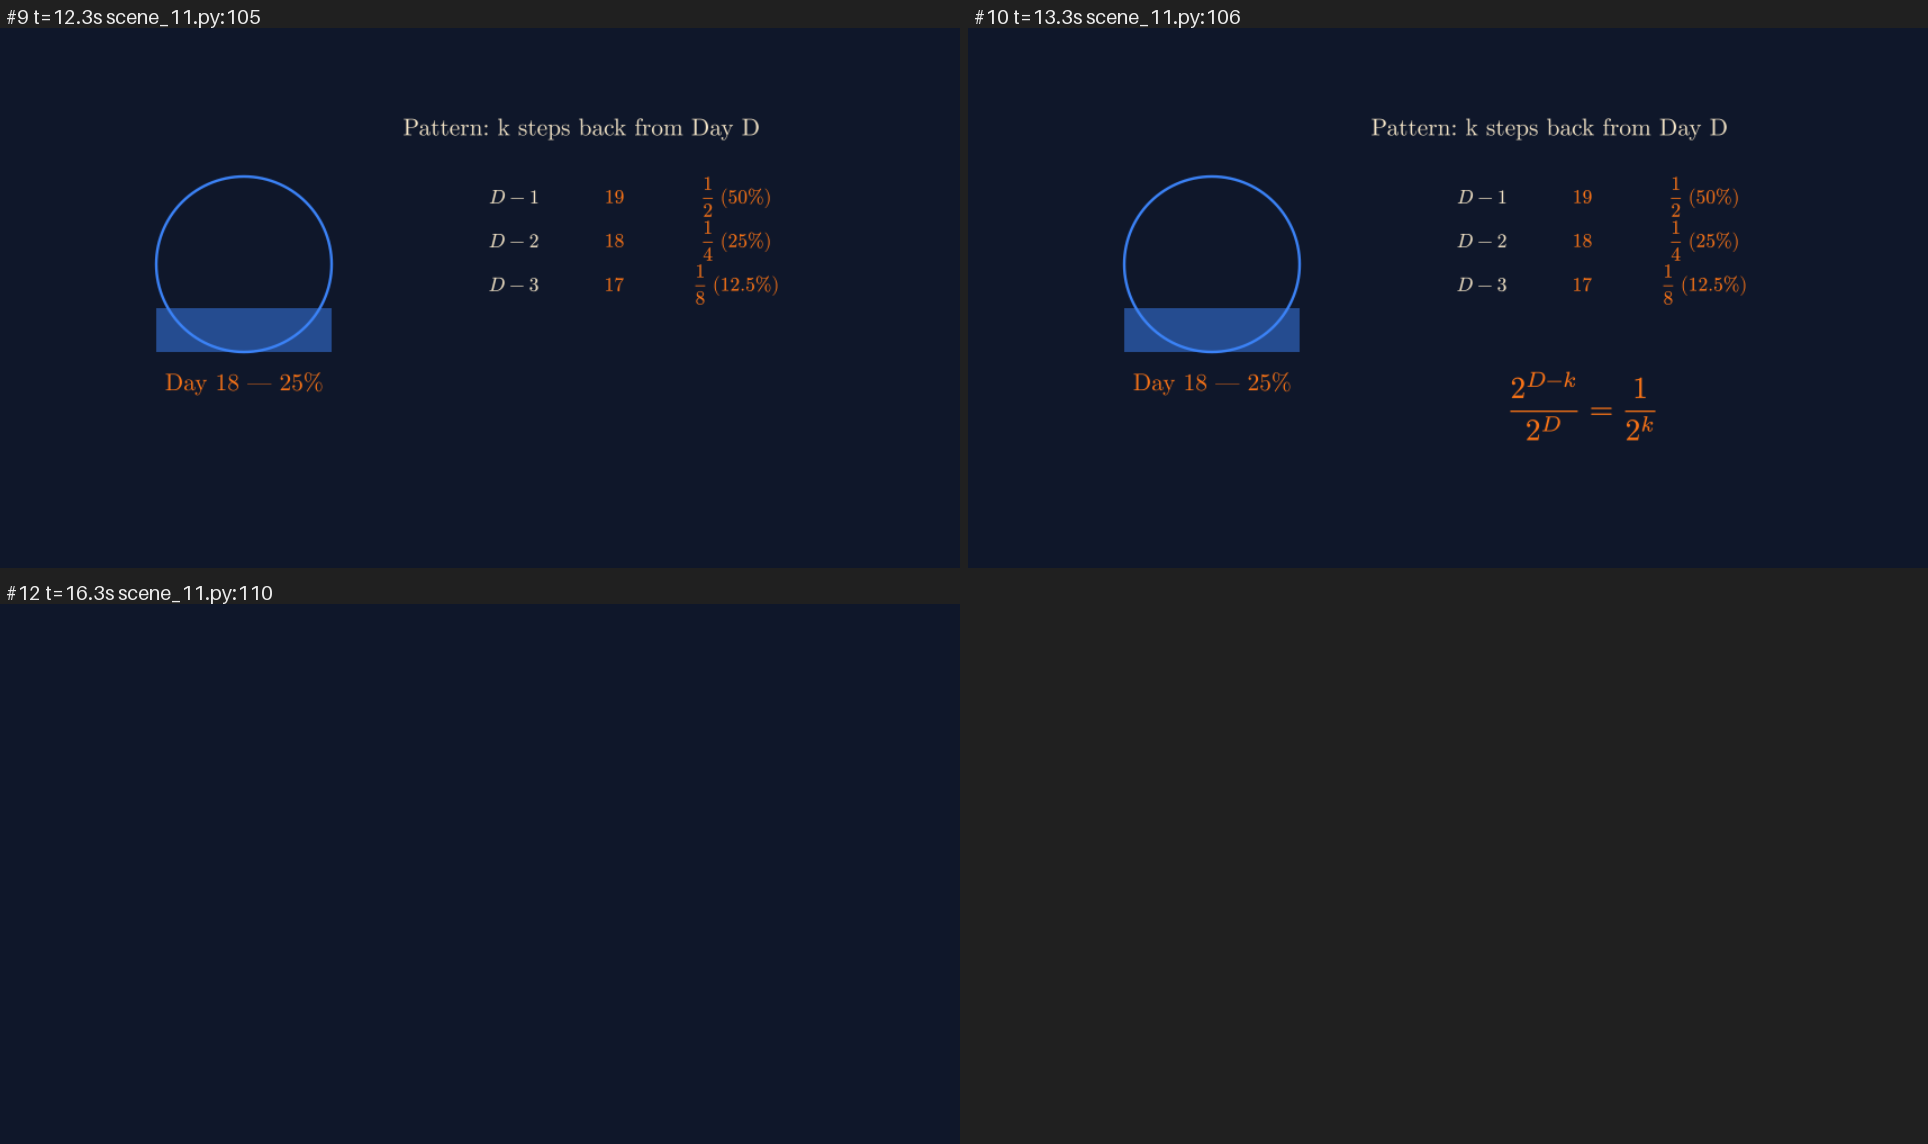 #9 t=12.3s scene_11.py:105
Pattern: k steps back from Day D
D − 1 19 1/2 (50%)
D − 2 18 1/4 (25%)
D − 3 17 1/8 (12.5%)
Day 18 — 25%
#10 t=13.3s scene_11.py:106
Pattern: k steps back from Day D
D − 1 19 1/2 (50%)
D − 2 18 1/4 (25%)
D − 3 17 1/8 (12.5%)
Day 18 — 25%
2^{D−k}/2^D = 1/2^k
#12 t=16.3s scene_11.py:110